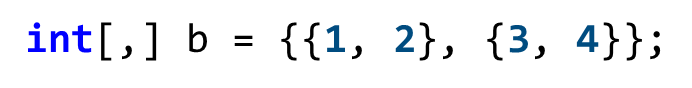 int[,] b = {{1, 2}, {3, 4}};